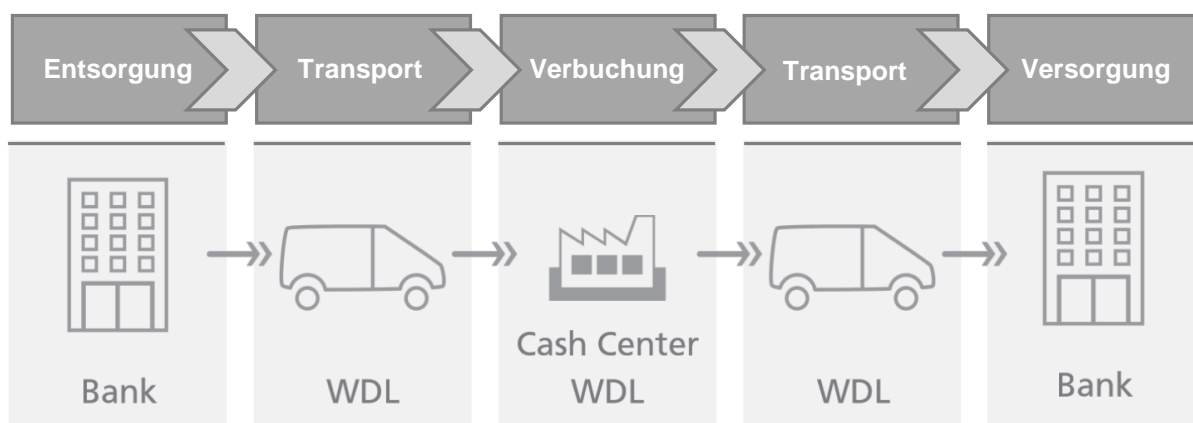 Entsorgung
Transport
Verbuchung
Transport
Versorgung
Bank
WDL
Cash Center
WDL
WDL
Bank